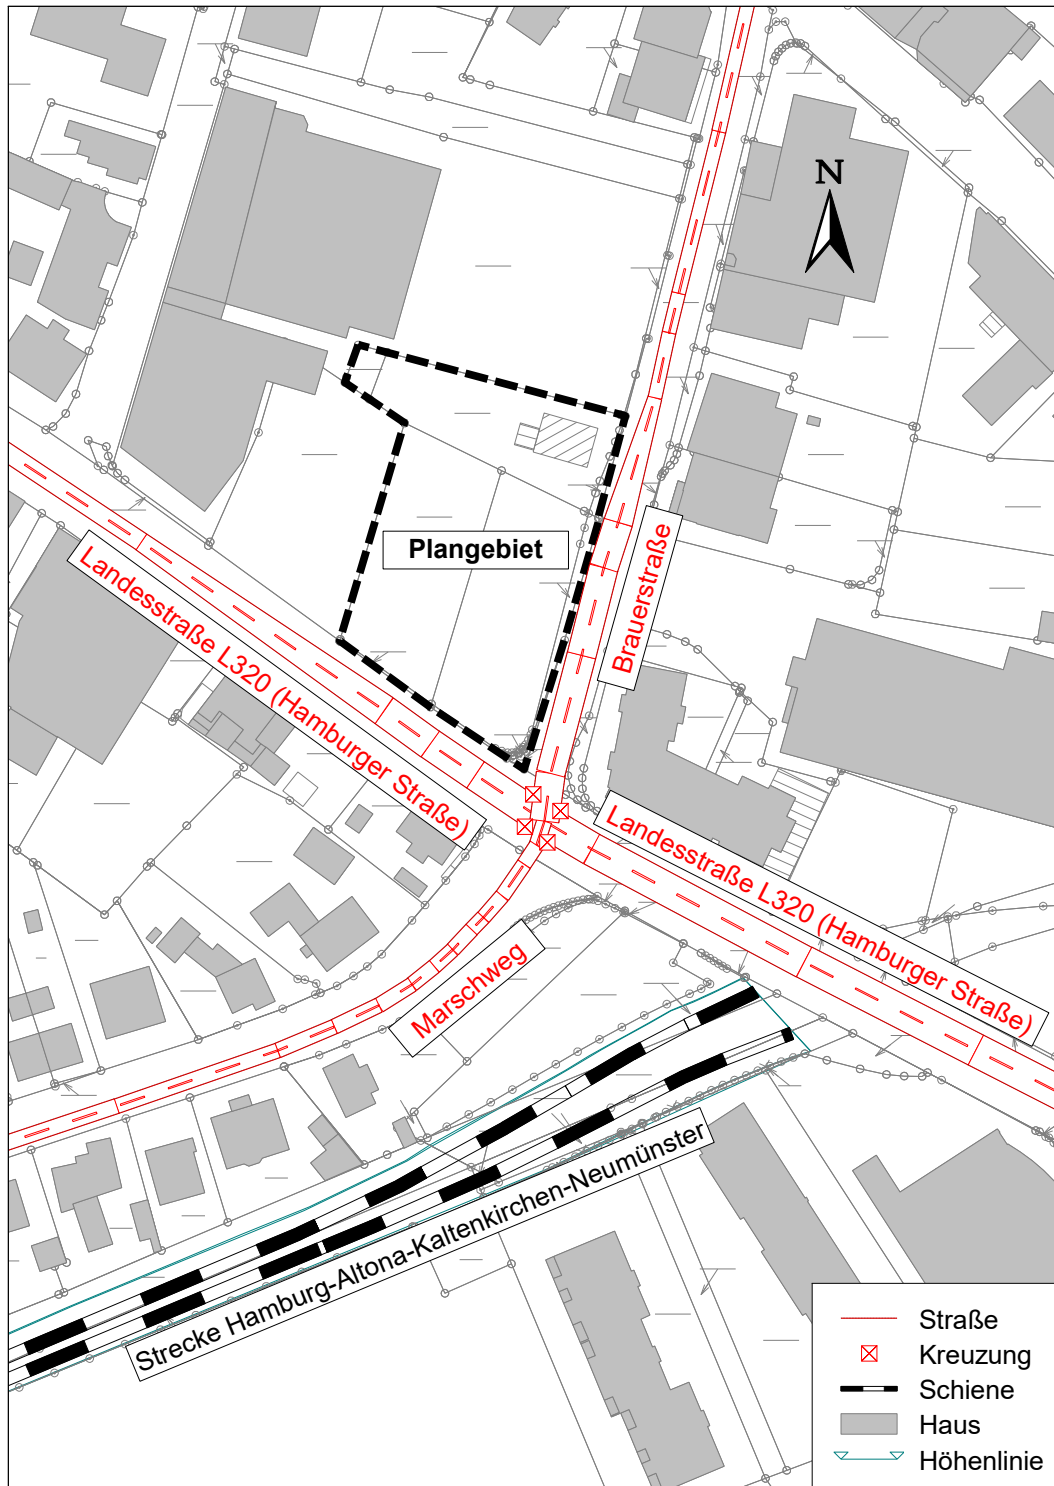 N
Plangebiet
Brauerstraße
Landesstraße L320 (Hamburger Straße)
Landesstraße L320 (Hamburger Straße)
Marschweg
Strecke Hamburg-Altona-Kaltenkirchen-Neumünster
Straße
Kreuzung
Schiene
Haus
Höhenlinie